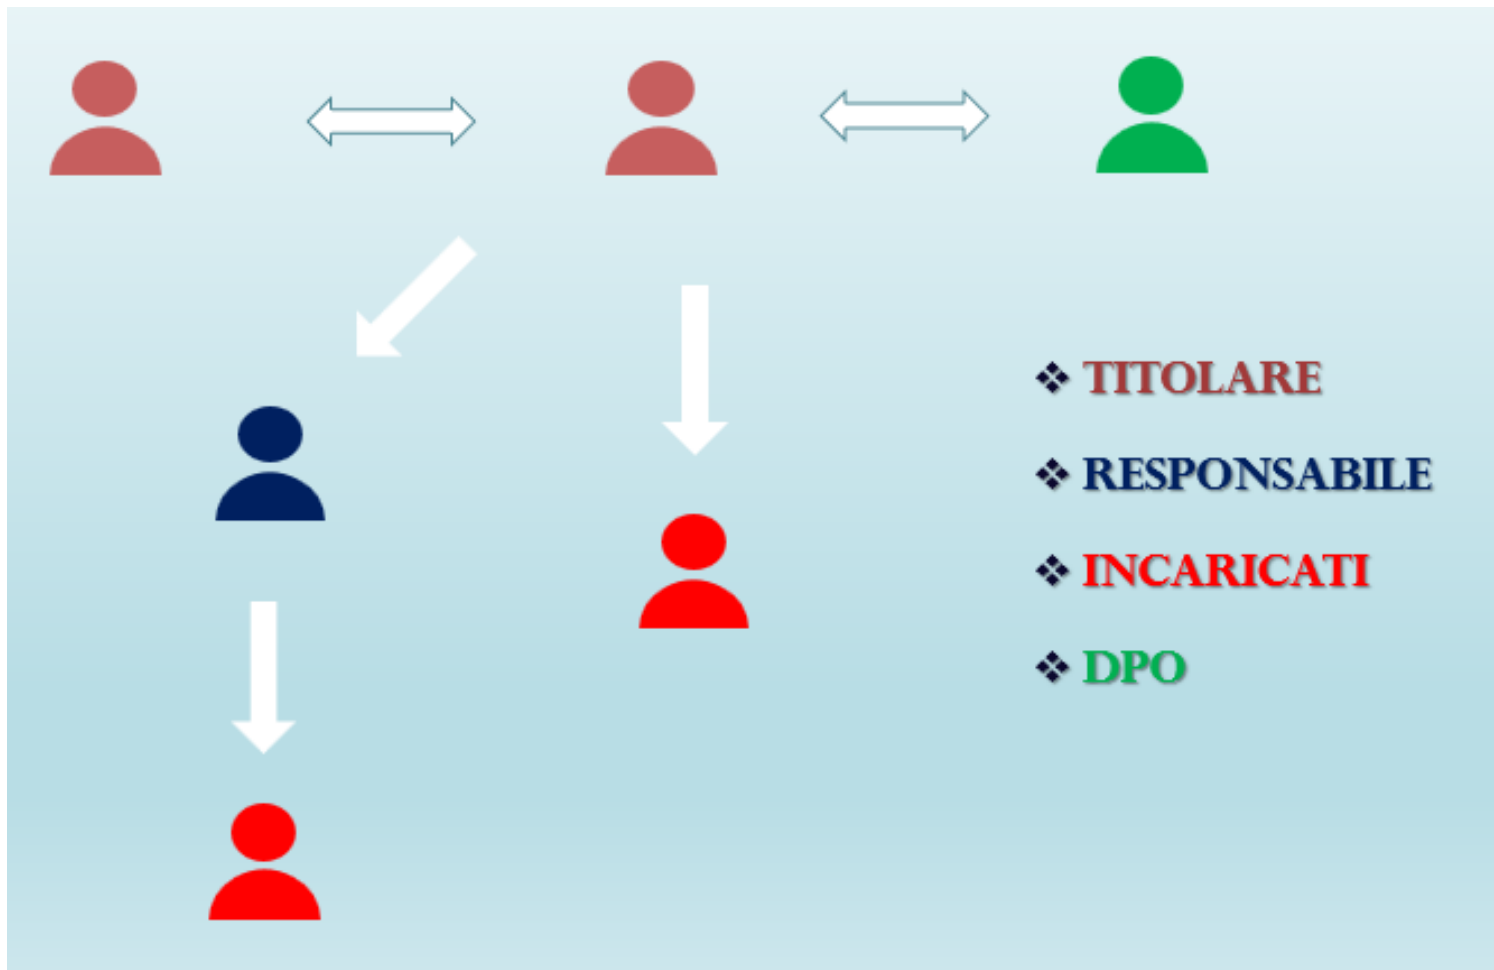 ❖ TITOLARE
❖ RESPONSABILE
❖ INCARICATI
❖ DPO